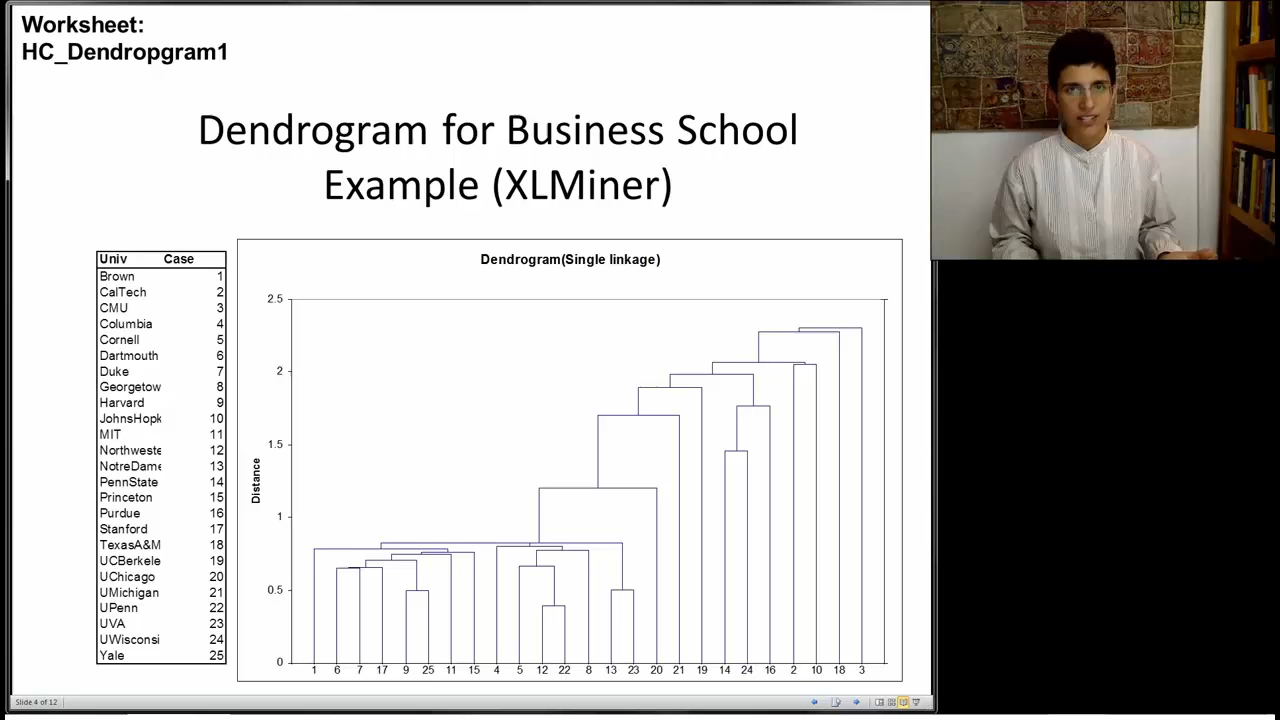 Worksheet:
HC_Dendropgram1
Dendrogram for Business School
Example (XLMiner)
Univ Case
Brown 1
CalTech 2
CMU 3
Columbia 4
Cornell 5
Dartmouth 6
Duke 7
Georgetow 8
Harvard 9
JohnsHopk 10
MIT 11
Northweste 12
NotreDame 13
PennState 14
Princeton 15
Purdue 16
Stanford 17
TexasA&M 18
UCBerkele 19
UChicago 20
UMichigan 21
UPenn 22
UVA 23
UWisconsi 24
Yale 25
Dendrogram(Single linkage)
2.5
2
1.5
1
0.5
0
Distance
1 6 7 17 9 25 11 15 4 5 12 22 8 13 23 20 21 19 14 24 16 2 10 18 3
Slide 4 of 12